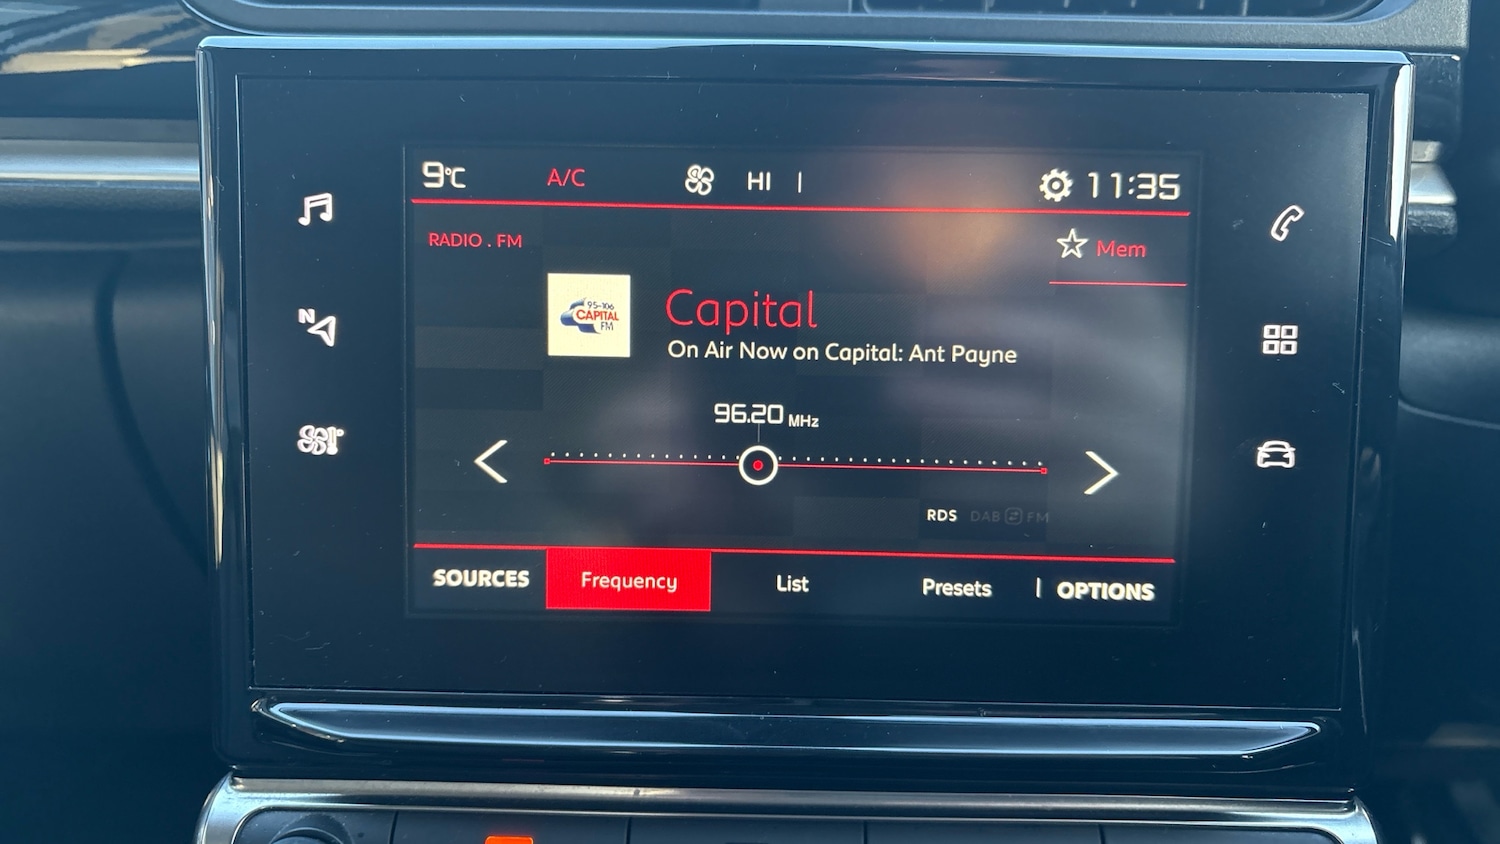 9°C A/C HI 11:35
RADIO . FM
Mem
95-106
CAPITAL
FM
Capital
On Air Now on Capital: Ant Payne
96.20 MHz
N
RDS DAB FM
SOURCES Frequency List Presets OPTIONS